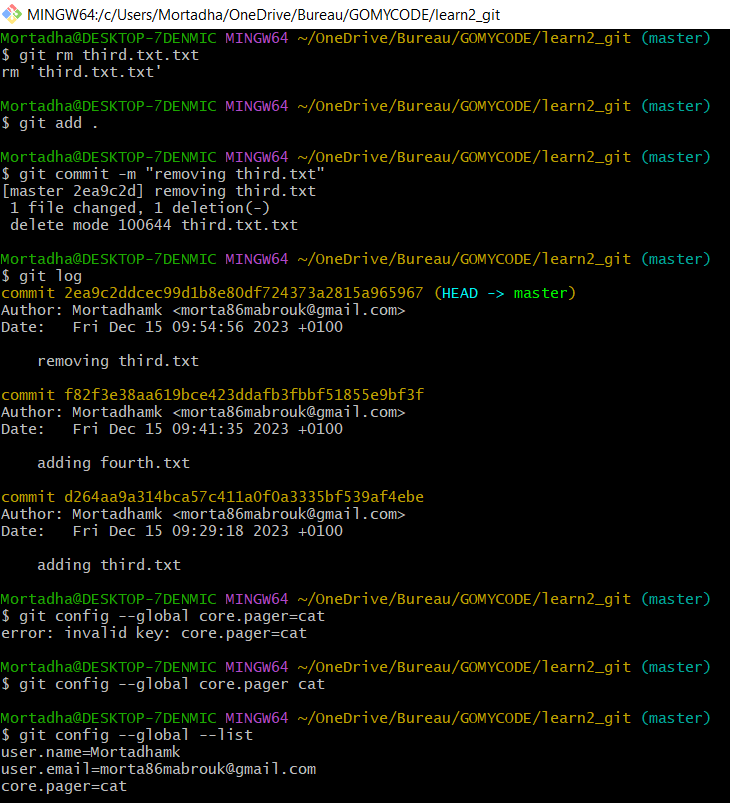 MINGW64:/c/Users/Mortadha/OneDrive/Bureau/GOMYCODE/learn2_git
Mortadha@DESKTOP-7DENMIC MINGW64 ~/OneDrive/Bureau/GOMYCODE/learn2_git (master)
$ git rm third.txt.txt
rm 'third.txt.txt'
Mortadha@DESKTOP-7DENMIC MINGW64 ~/OneDrive/Bureau/GOMYCODE/learn2_git (master)
$ git add .
Mortadha@DESKTOP-7DENMIC MINGW64 ~/OneDrive/Bureau/GOMYCODE/learn2_git (master)
$ git commit -m "removing third.txt"
[master 2ea9c2d] removing third.txt
 1 file changed, 1 deletion(-)
 delete mode 100644 third.txt.txt
Mortadha@DESKTOP-7DENMIC MINGW64 ~/OneDrive/Bureau/GOMYCODE/learn2_git (master)
$ git log
commit 2ea9c2ddcec99d1b8e80df724373a2815a965967 (HEAD -> master)
Author: Mortadhamk <morta86mabrouk@gmail.com>
Date:   Fri Dec 15 09:54:56 2023 +0100
    removing third.txt
commit f82f3e38aa619bce423ddafb3fbbf51855e9bf3f
Author: Mortadhamk <morta86mabrouk@gmail.com>
Date:   Fri Dec 15 09:41:35 2023 +0100
    adding fourth.txt
commit d264aa9a314bca57c411a0f0a3335bf539af4ebe
Author: Mortadhamk <morta86mabrouk@gmail.com>
Date:   Fri Dec 15 09:29:18 2023 +0100
    adding third.txt
Mortadha@DESKTOP-7DENMIC MINGW64 ~/OneDrive/Bureau/GOMYCODE/learn2_git (master)
$ git config --global core.pager=cat
error: invalid key: core.pager=cat
Mortadha@DESKTOP-7DENMIC MINGW64 ~/OneDrive/Bureau/GOMYCODE/learn2_git (master)
$ git config --global core.pager cat
Mortadha@DESKTOP-7DENMIC MINGW64 ~/OneDrive/Bureau/GOMYCODE/learn2_git (master)
$ git config --global --list
user.name=Mortadhamk
user.email=morta86mabrouk@gmail.com
core.pager=cat